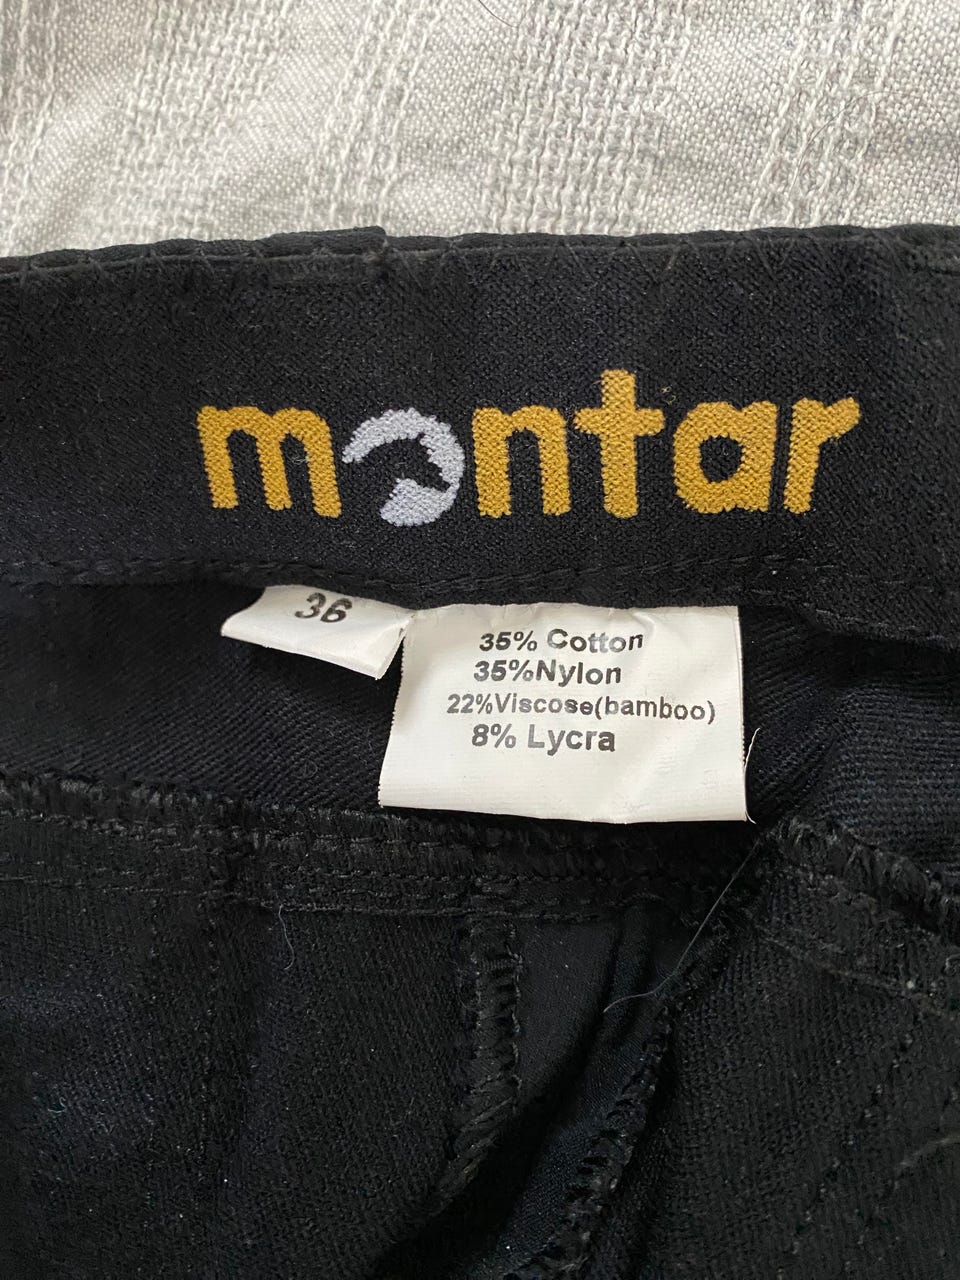 montar
36
35% Cotton
35%Nylon
22%Viscose(bamboo)
8% Lycra